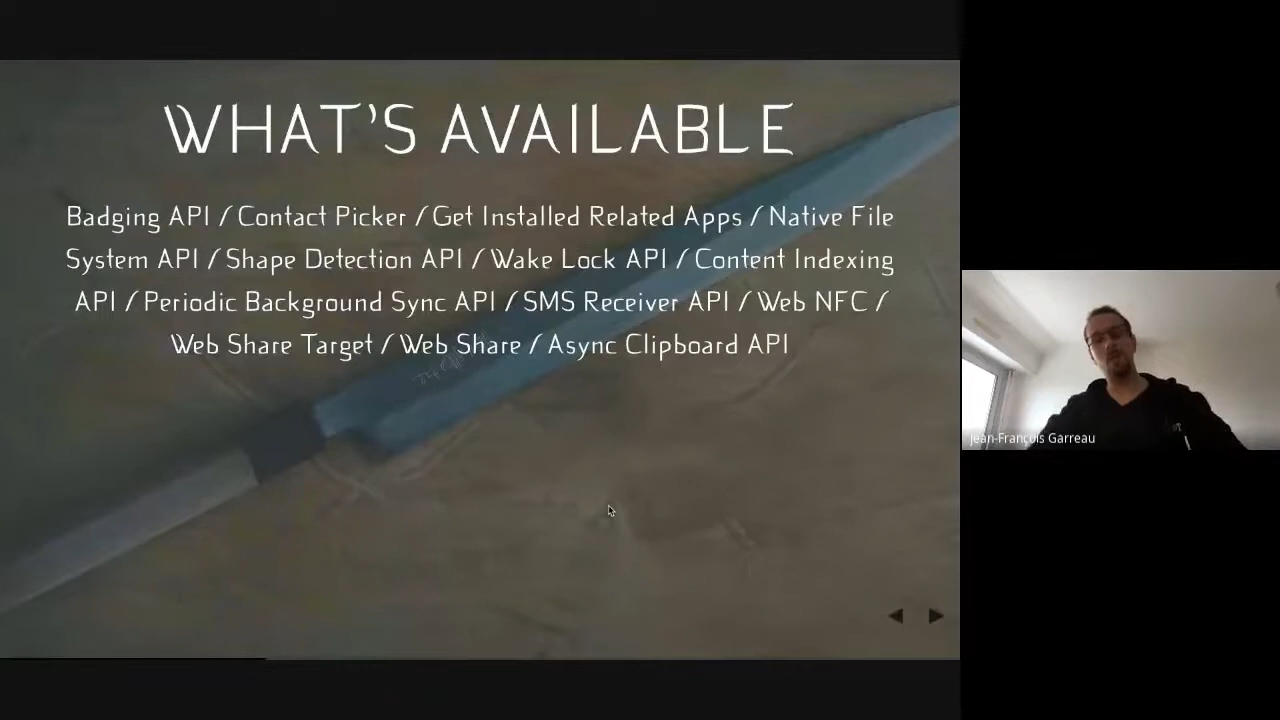 WHAT'S AVAILABLE
Badging API / Contact Picker / Get Installed Related Apps / Native File
System API / Shape Detection API / Wake Lock API / Content Indexing
API / Periodic Background Sync API / SMS Receiver API / Web NFC /
Web Share Target / Web Share / Async Clipboard API
Jean-François Garreau